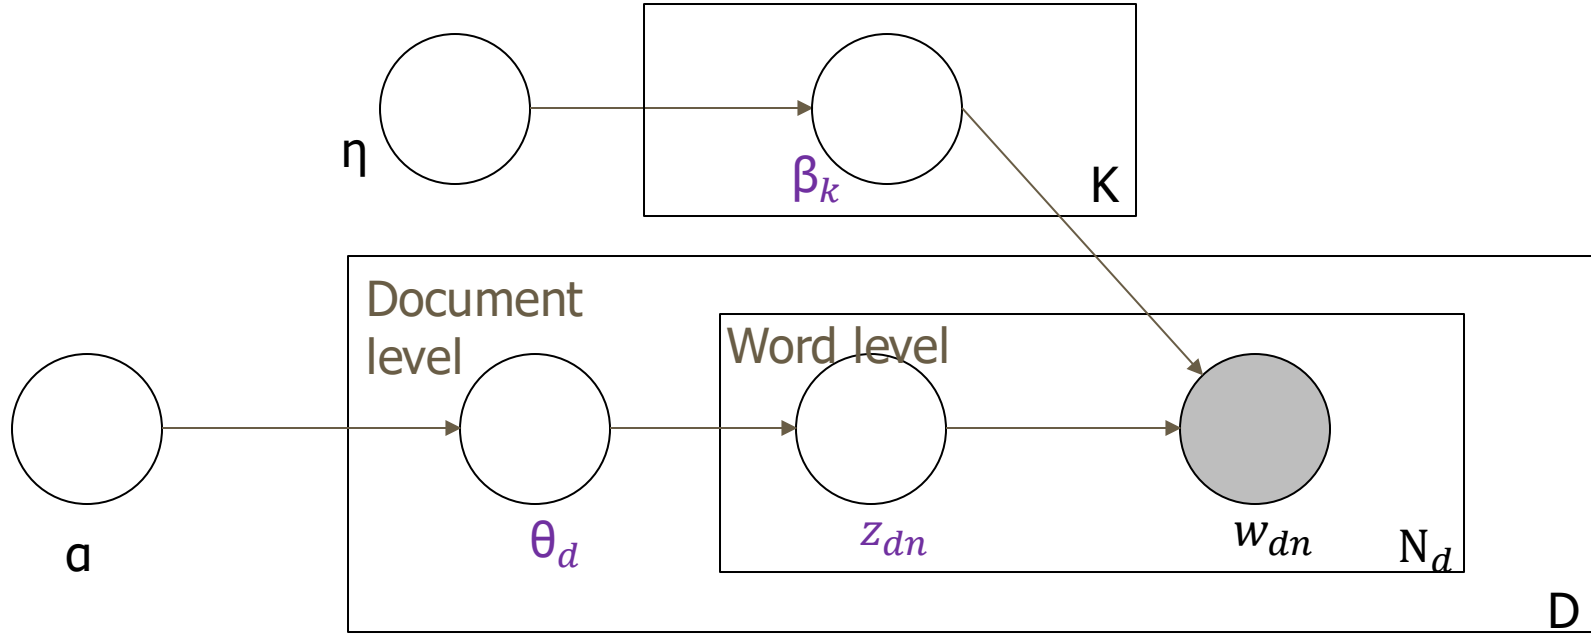 η
β𝑘
K
Document
level
Word level
α
θ𝑑
𝑧𝑑𝑛
𝑤𝑑𝑛
N𝑑
D